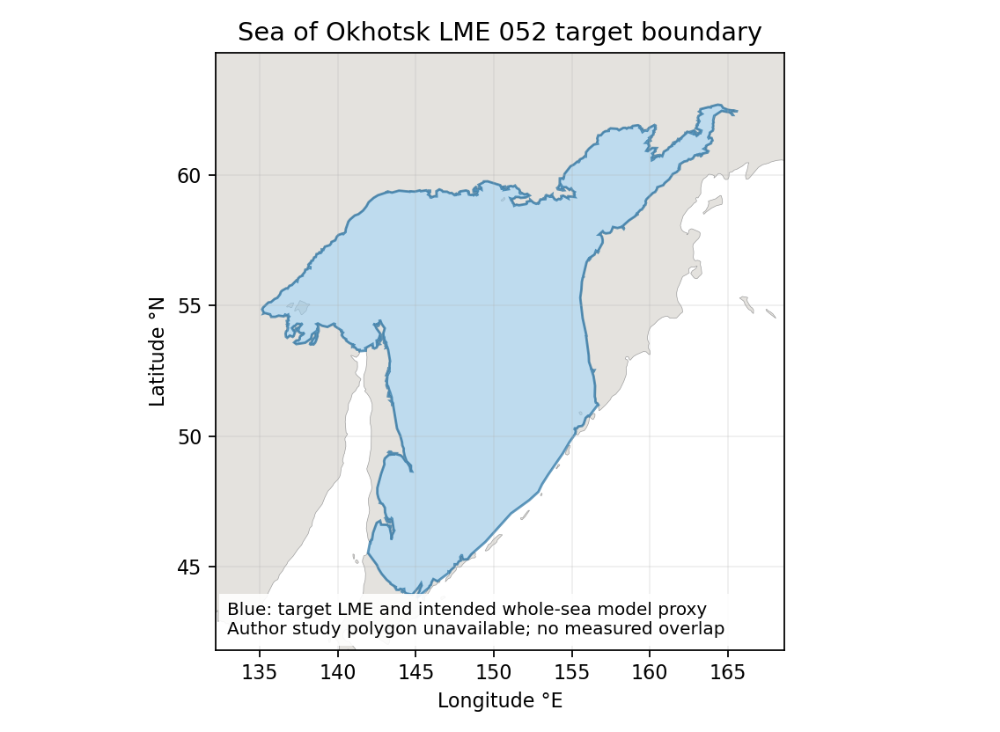 Sea of Okhotsk LME 052 target boundary
60
55
50
45
Latitude °N
Blue: target LME and intended whole-sea model proxy
Author study polygon unavailable; no measured overlap
135
140
145
150
155
160
165
Longitude °E